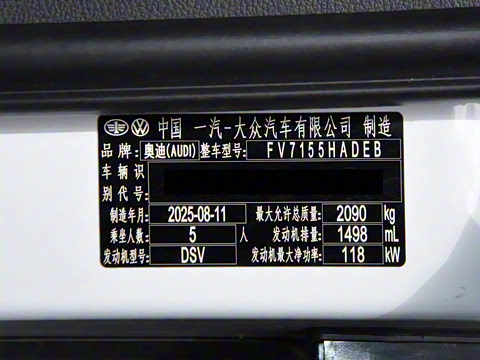 中国 一汽-大众汽车有限公司 制造
品牌: 奥迪(AUDI) 整车型号: FV7155HADEB
车辆识
别代号:
制造年月: 2025-08-11 最大允许总质量: 2090 kg
乘坐人数: 5 人 发动机排量: 1498 mL
发动机型号: DSV 发动机最大净功率: 118 kW